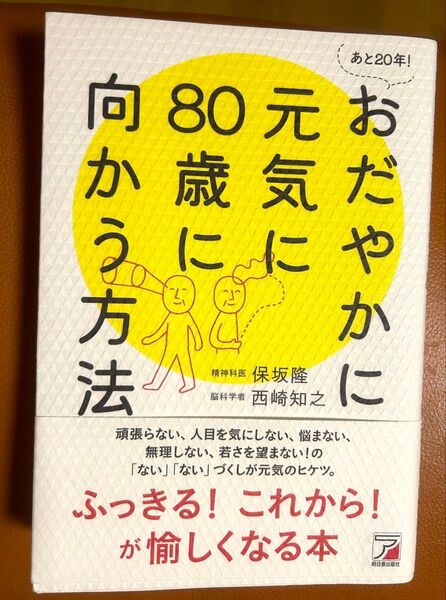 あと20年！
おだやかに
元気に
80歳に
向かう方法
精神科医 保坂隆
脳科学者 西崎知之
頑張らない、人目を気にしない、悩まない、
無理しない、若さを望まない！の
「ない」「ない」づくしが元気のヒケツ。
ふっきる！ これから！
が愉しくなる本
ア
明日香出版社